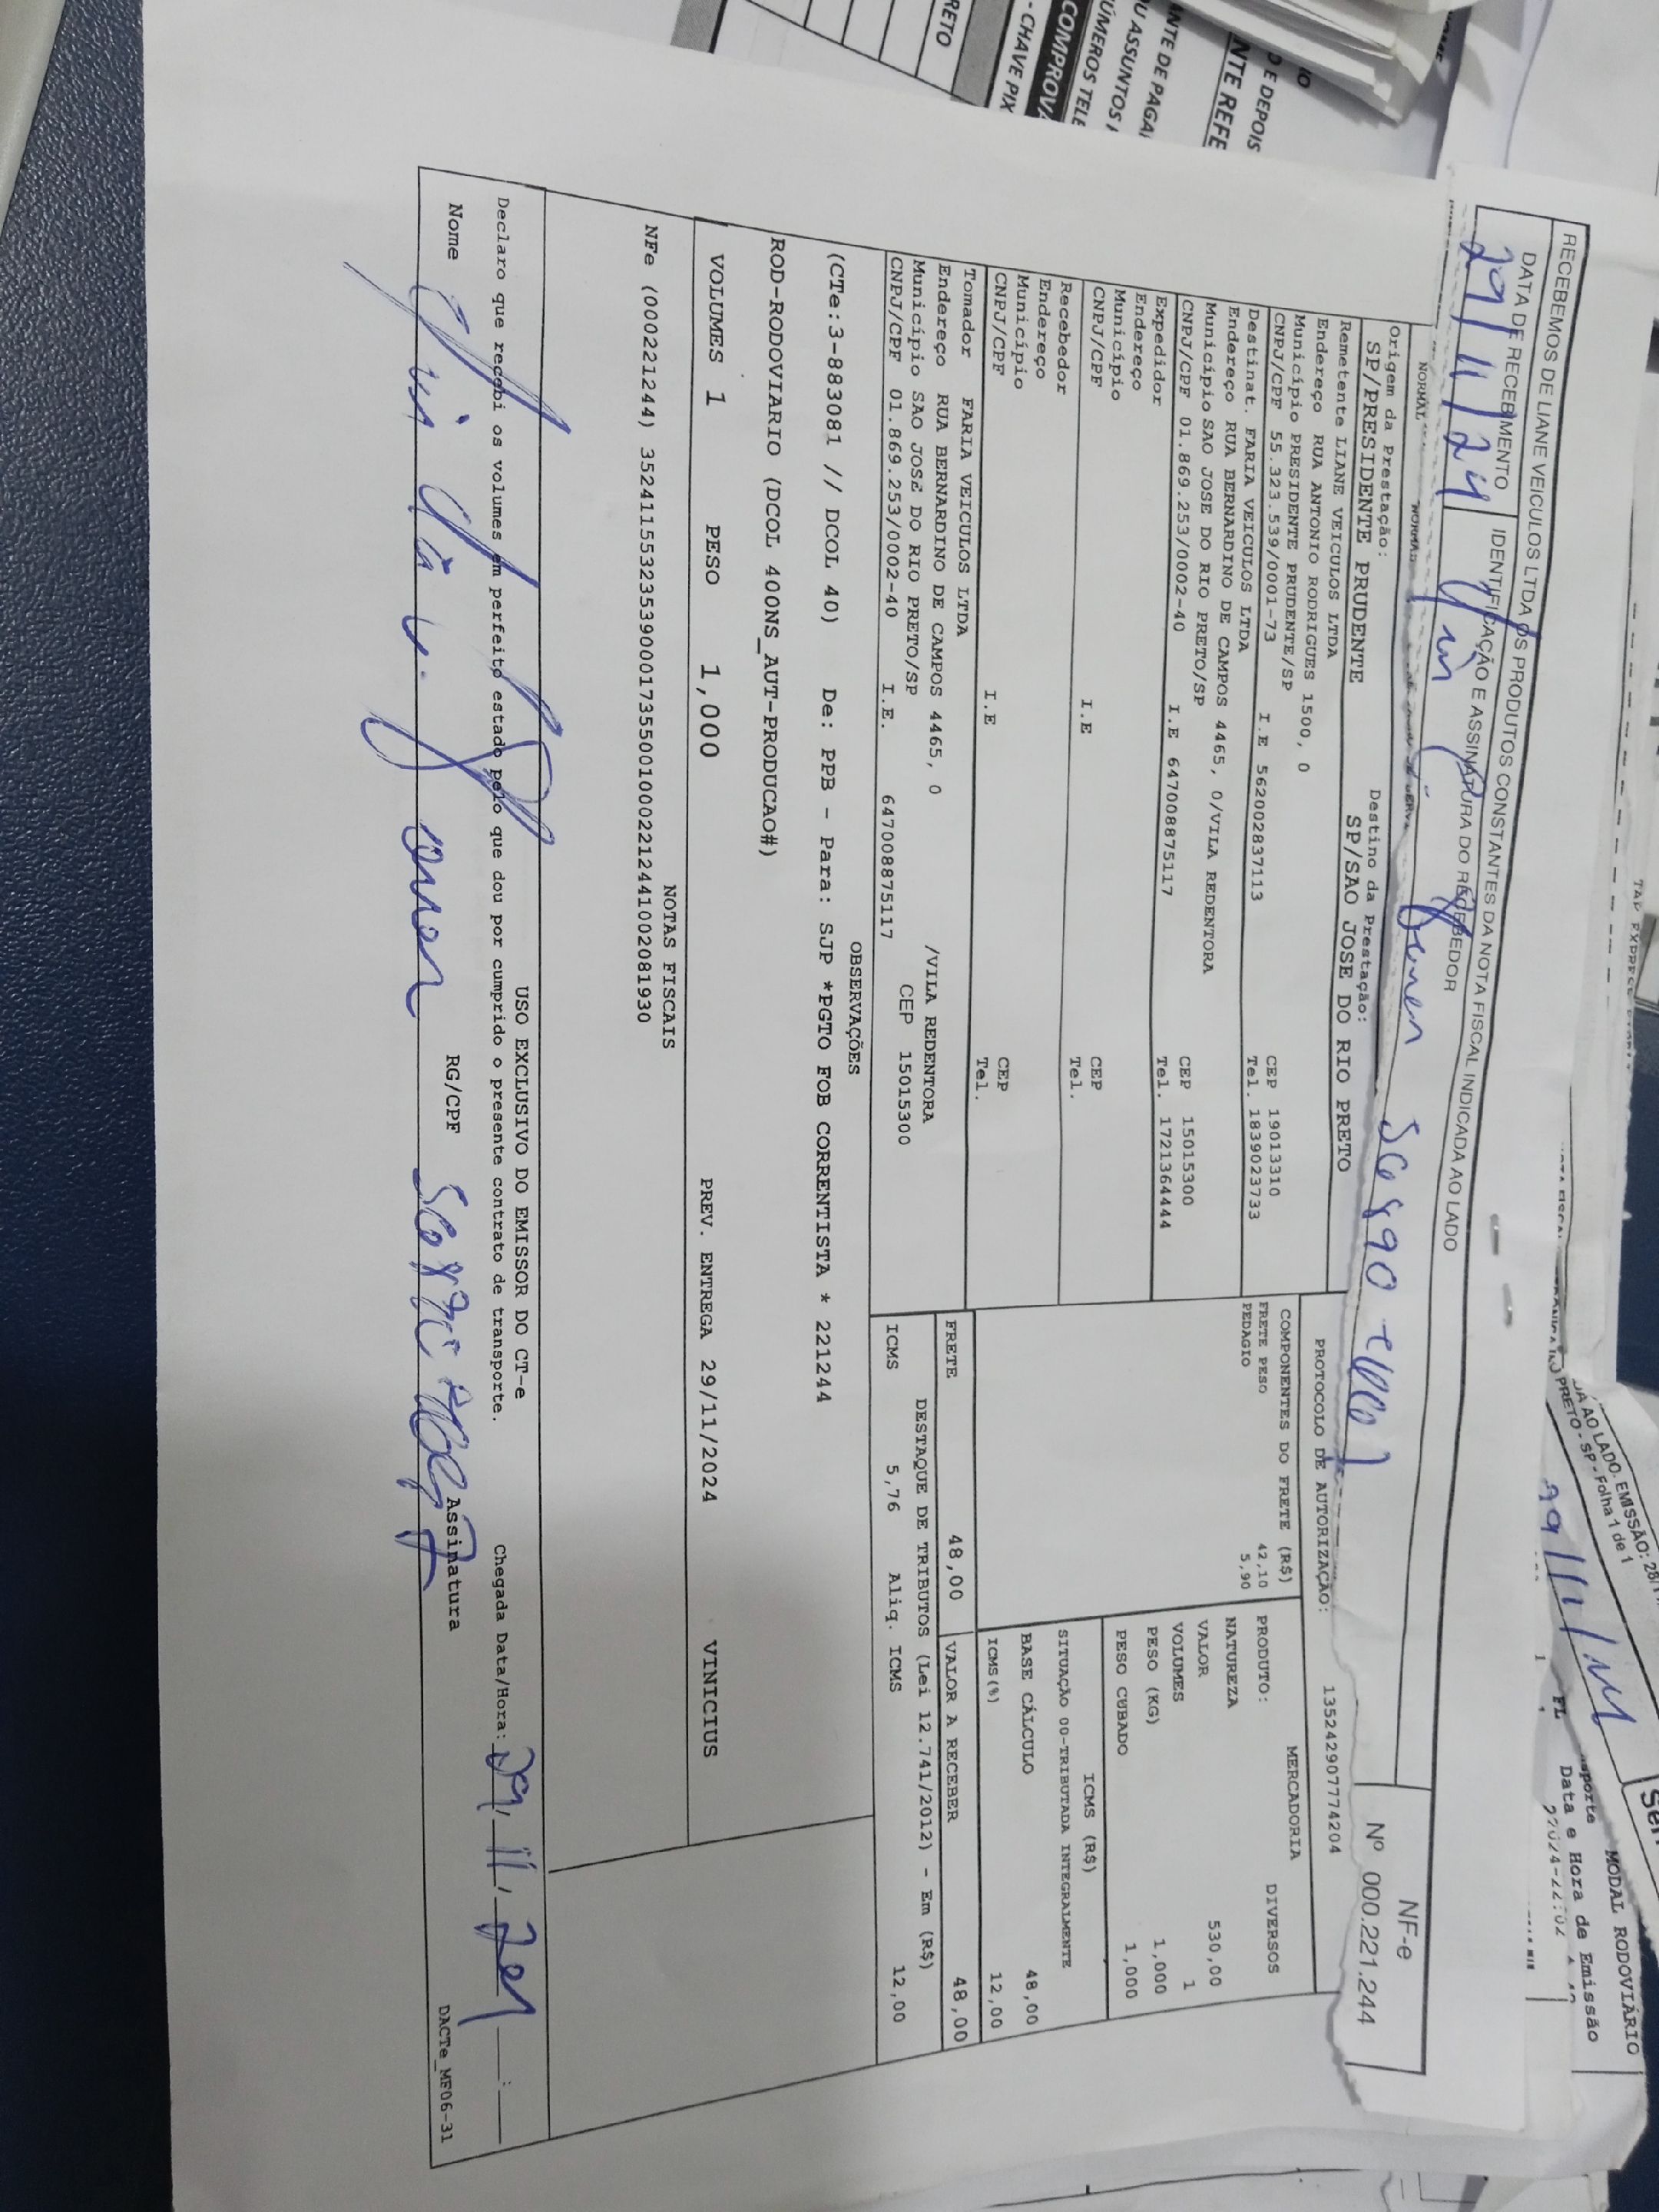 RECEBEMOS DE LIANE VEICULOS LTDA OS PRODUTOS CONSTANTES DA NOTA FISCAL INDICADA AO LADO
DATA DE RECEBIMENTO IDENTIFICAÇÃO E ASSINATURA DO RECEBEDOR
29/11/24
NF-e
Nº 000.221.244
NORMAL
Origem da Prestação:
SP/PRESIDENTE PRUDENTE
Destino da Prestação:
SP/SAO JOSE DO RIO PRETO
PROTOCOLO DE AUTORIZAÇÃO: 135242907774204
Remetente LIANE VEICULOS LTDA
Endereço RUA ANTONIO RODRIGUES 1500, 0
Município PRESIDENTE PRUDENTE/SP CEP 19013310
CNPJ/CPF 55.323.539/0001-73 I.E 562002837113 Tel. 1839023733
Destinat. FARIA VEICULOS LTDA
Endereço RUA BERNARDINO DE CAMPOS 4465, 0/VILA REDENTORA
Município SAO JOSE DO RIO PRETO/SP CEP 15015300
CNPJ/CPF 01.869.253/0002-40 I.E 647008875117 Tel. 1721364444
Expedidor
Endereço
Município CEP
CNPJ/CPF I.E Tel.
Recebedor
Endereço
Município CEP
CNPJ/CPF I.E Tel.
Tomador FARIA VEICULOS LTDA
Endereço RUA BERNARDINO DE CAMPOS 4465, 0 /VILA REDENTORA
Município SAO JOSE DO RIO PRETO/SP CEP 15015300
CNPJ/CPF 01.869.253/0002-40 I.E. 647008875117
COMPONENTES DO FRETE (R$)
FRETE PESO 42,10
PEDAGIO 5,90
MERCADORIA
PRODUTO: DIVERSOS
NATUREZA
VALOR 530,00
VOLUMES 1
PESO (KG) 1,000
PESO CUBADO 1,000
ICMS (R$)
SITUAÇÃO 00-TRIBUTADA INTEGRALMENTE
BASE CÁLCULO 48,00
ICMS(%) 12,00
FRETE 48,00 VALOR A RECEBER 48,00
DESTAQUE DE TRIBUTOS (Lei 12.741/2012) - Em (R$)
ICMS 5,76 Aliq. ICMS 12,00
OBSERVAÇÕES
(CTe:3-883081 // DCOL 40) De: PPB - Para: SJP *PGTO FOB CORRENTISTA * 221244
ROD-RODOVIARIO (DCOL 400NS_AUT-PRODUCAO#)
VOLUMES 1 PESO 1,000 PREV. ENTREGA 29/11/2024 VINICIUS
NOTAS FISCAIS
NFe (000221244) 35241155323539000173550010002212441002081930
USO EXCLUSIVO DO EMISSOR DO CT-e
Declaro que recebi os volumes em perfeito estado pelo que dou por cumprido o presente contrato de transporte. Chegada Data/Hora: 29/11/24 __:__
Nome RG/CPF Assinatura
DACTe_MF06-31
MODAL RODOVIÁRIO
Data e Hora de Emissão
- CHAVE PIX
RETO